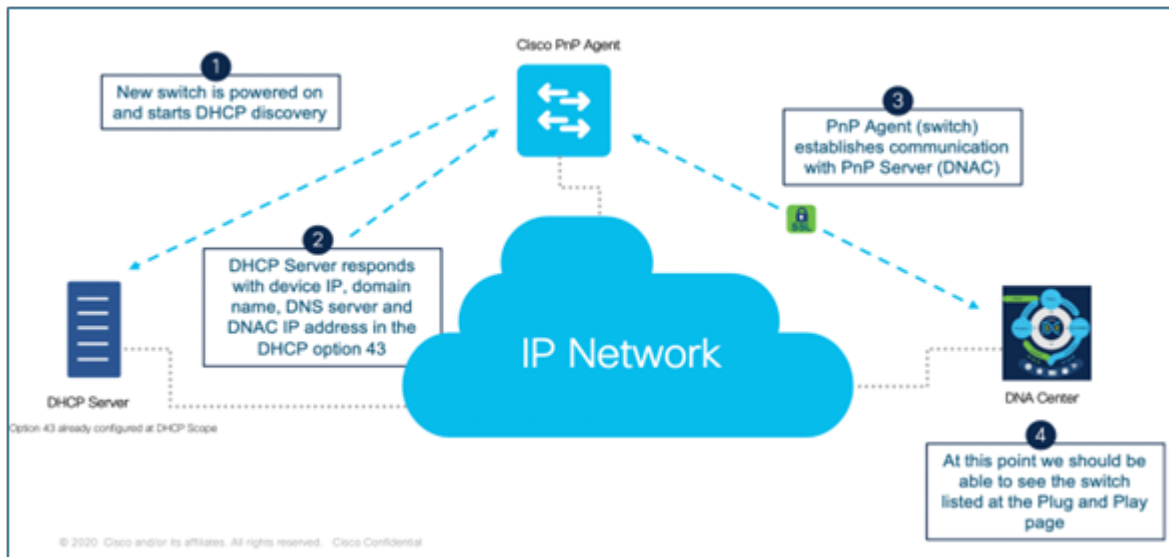 Cisco PnP Agent
1
New switch is powered on
and starts DHCP discovery
3
PnP Agent (switch)
establishes communication
with PnP Server (DNAC)
SSL
2
DHCP Server responds
with device IP, domain
name, DNS server and
DNAC IP address in the
DHCP option 43
IP Network
DHCP Server
Option 43 already configured at DHCP Scope
DNA Center
4
At this point we should be
able to see the switch
listed at the Plug and Play
page
© 2020 Cisco and/or its affiliates. All rights reserved. Cisco Confidential